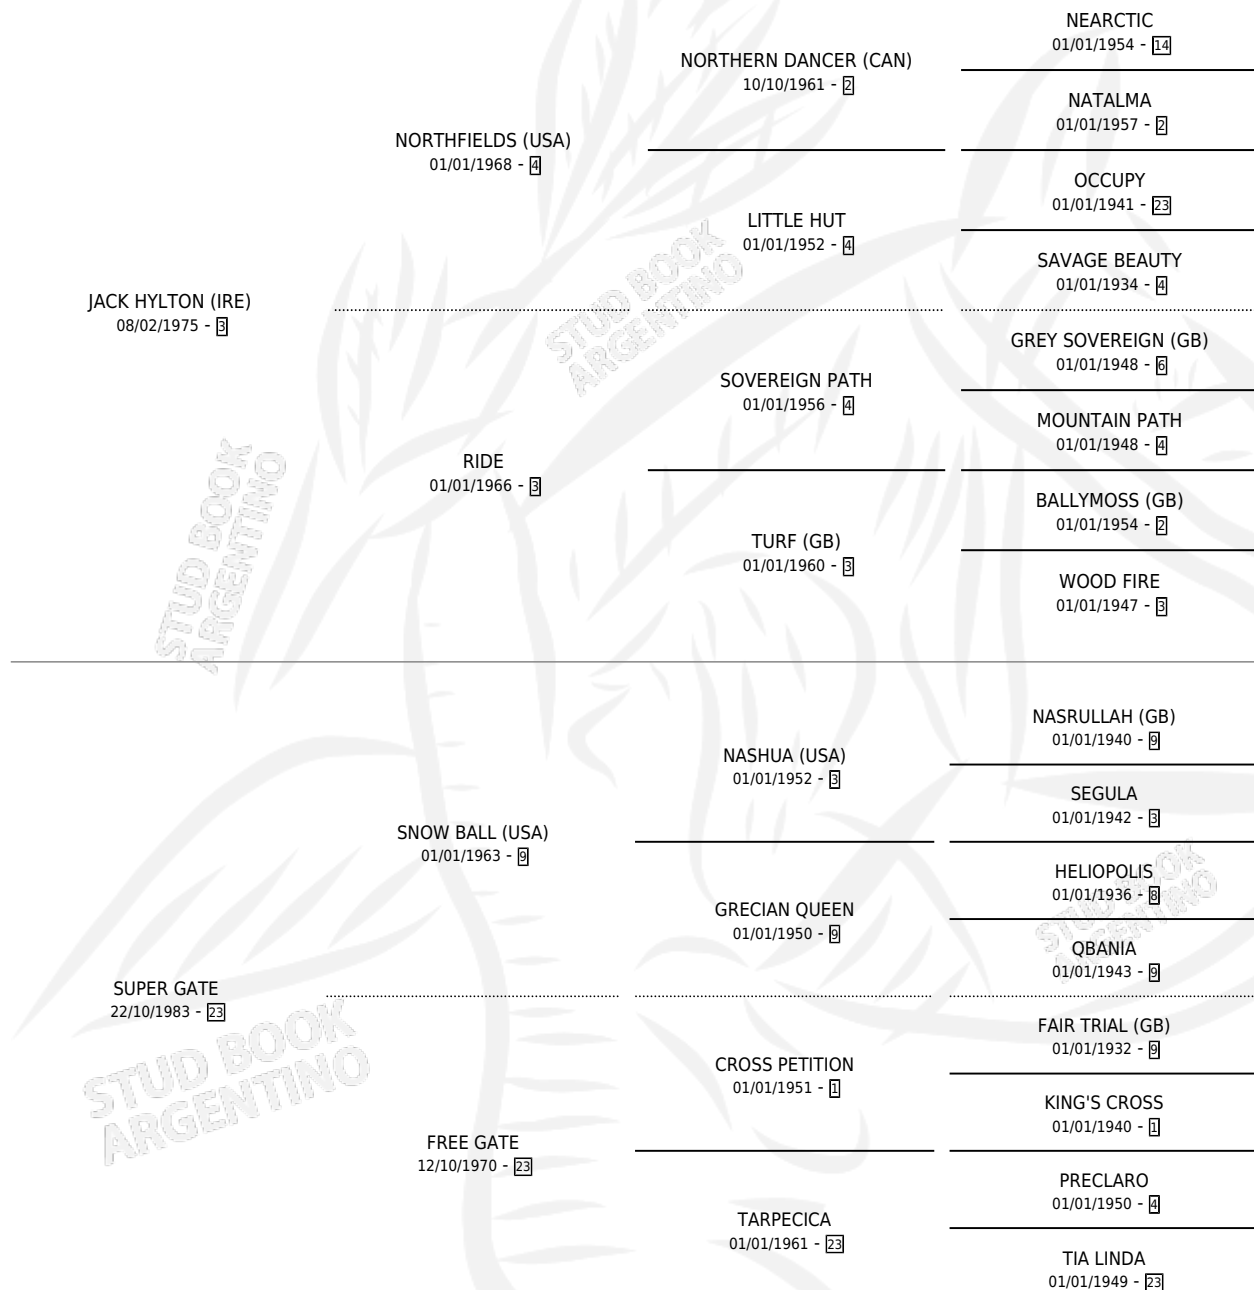 NEARCTIC
01/01/1954 - 14
NORTHERN DANCER (CAN)
10/10/1961 - 2
NATALMA
01/01/1957 - 2
NORTHFIELDS (USA)
01/01/1968 - 4
OCCUPY
01/01/1941 - 23
LITTLE HUT
01/01/1952 - 4
SAVAGE BEAUTY
01/01/1934 - 4
JACK HYLTON (IRE)
08/02/1975 - 3
GREY SOVEREIGN (GB)
01/01/1948 - 6
SOVEREIGN PATH
01/01/1956 - 4
MOUNTAIN PATH
01/01/1948 - 4
RIDE
01/01/1966 - 3
BALLYMOSS (GB)
01/01/1954 - 2
TURF (GB)
01/01/1960 - 3
WOOD FIRE
01/01/1947 - 3
NASRULLAH (GB)
01/01/1940 - 9
NASHUA (USA)
01/01/1952 - 3
SEGULA
01/01/1942 - 3
SNOW BALL (USA)
01/01/1963 - 9
HELIOPOLIS
01/01/1936 - 8
GRECIAN QUEEN
01/01/1950 - 9
QBANIA
01/01/1943 - 9
SUPER GATE
22/10/1983 - 23
FAIR TRIAL (GB)
01/01/1932 - 9
CROSS PETITION
01/01/1951 - 1
KING'S CROSS
01/01/1940 - 1
FREE GATE
12/10/1970 - 23
PRECLARO
01/01/1950 - 4
TARPECICA
01/01/1961 - 23
TIA LINDA
01/01/1949 - 23
STUD BOOK
ARGENTINO
STUD BOOK
ARGENTINO
STUD BOOK
ARGENTINO
STUD BOOK
ARGENTINO